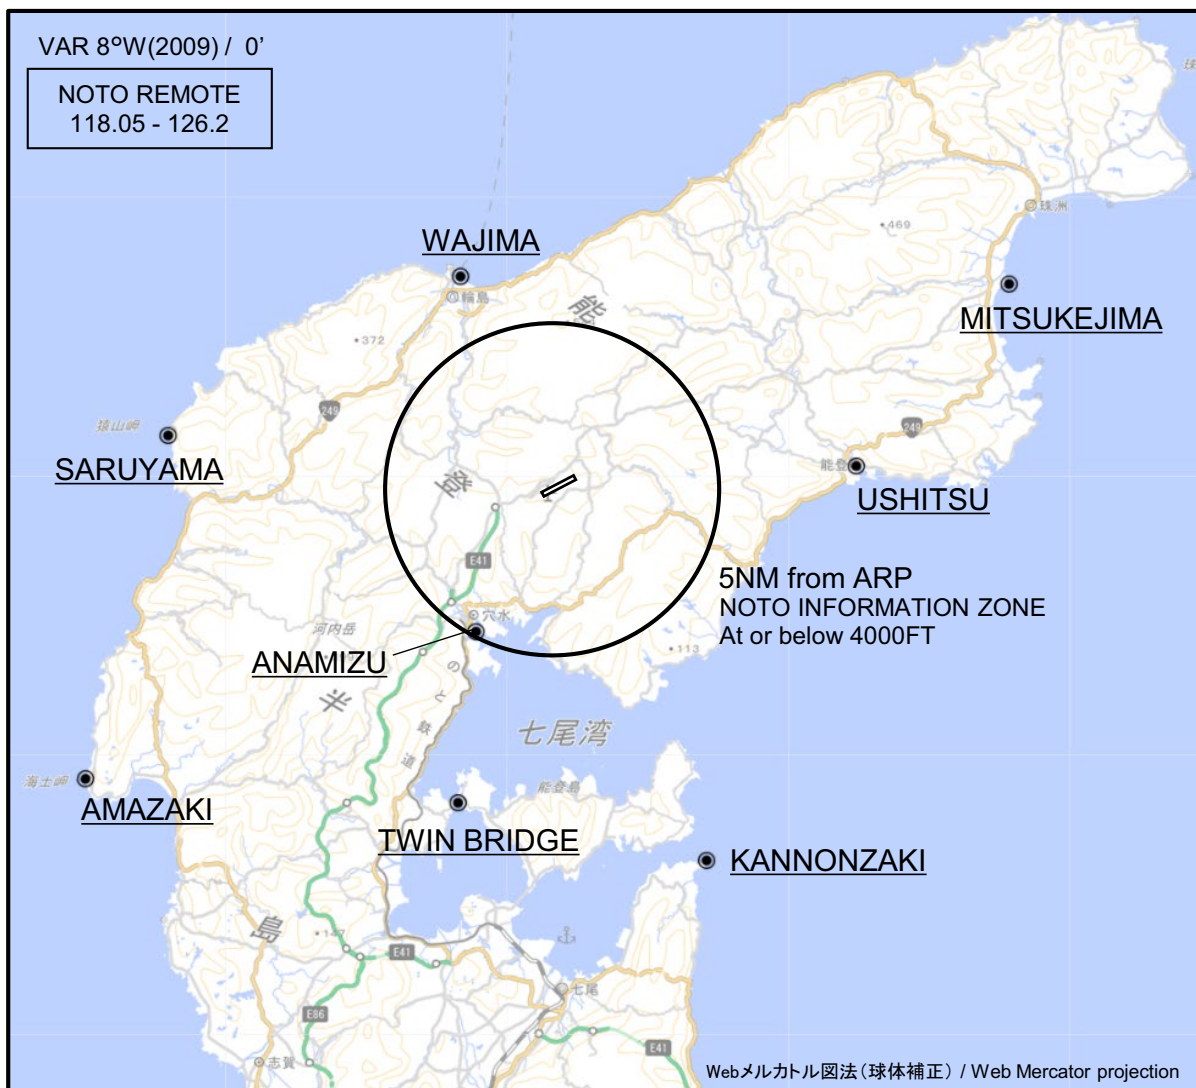 VAR 8°W(2009) / 0’
NOTO REMOTE
118.05 - 126.2
珠洲
469
WAJIMA
輪島
能
MITSUKEJIMA
372
249
猿山岬
249
SARUYAMA
能登
登
USHITSU
E41
5NM from ARP
NOTO INFORMATION ZONE
At or below 4000FT
穴水
河内岳
113
ANAMIZU
半
のと鉄道
七尾湾
海士岬
能登島
AMAZAKI
TWIN BRIDGE
KANNONZAKI
島
147
E41
七尾
E86
E41
志賀
Webメルカトル図法(球体補正) / Web Mercator projection